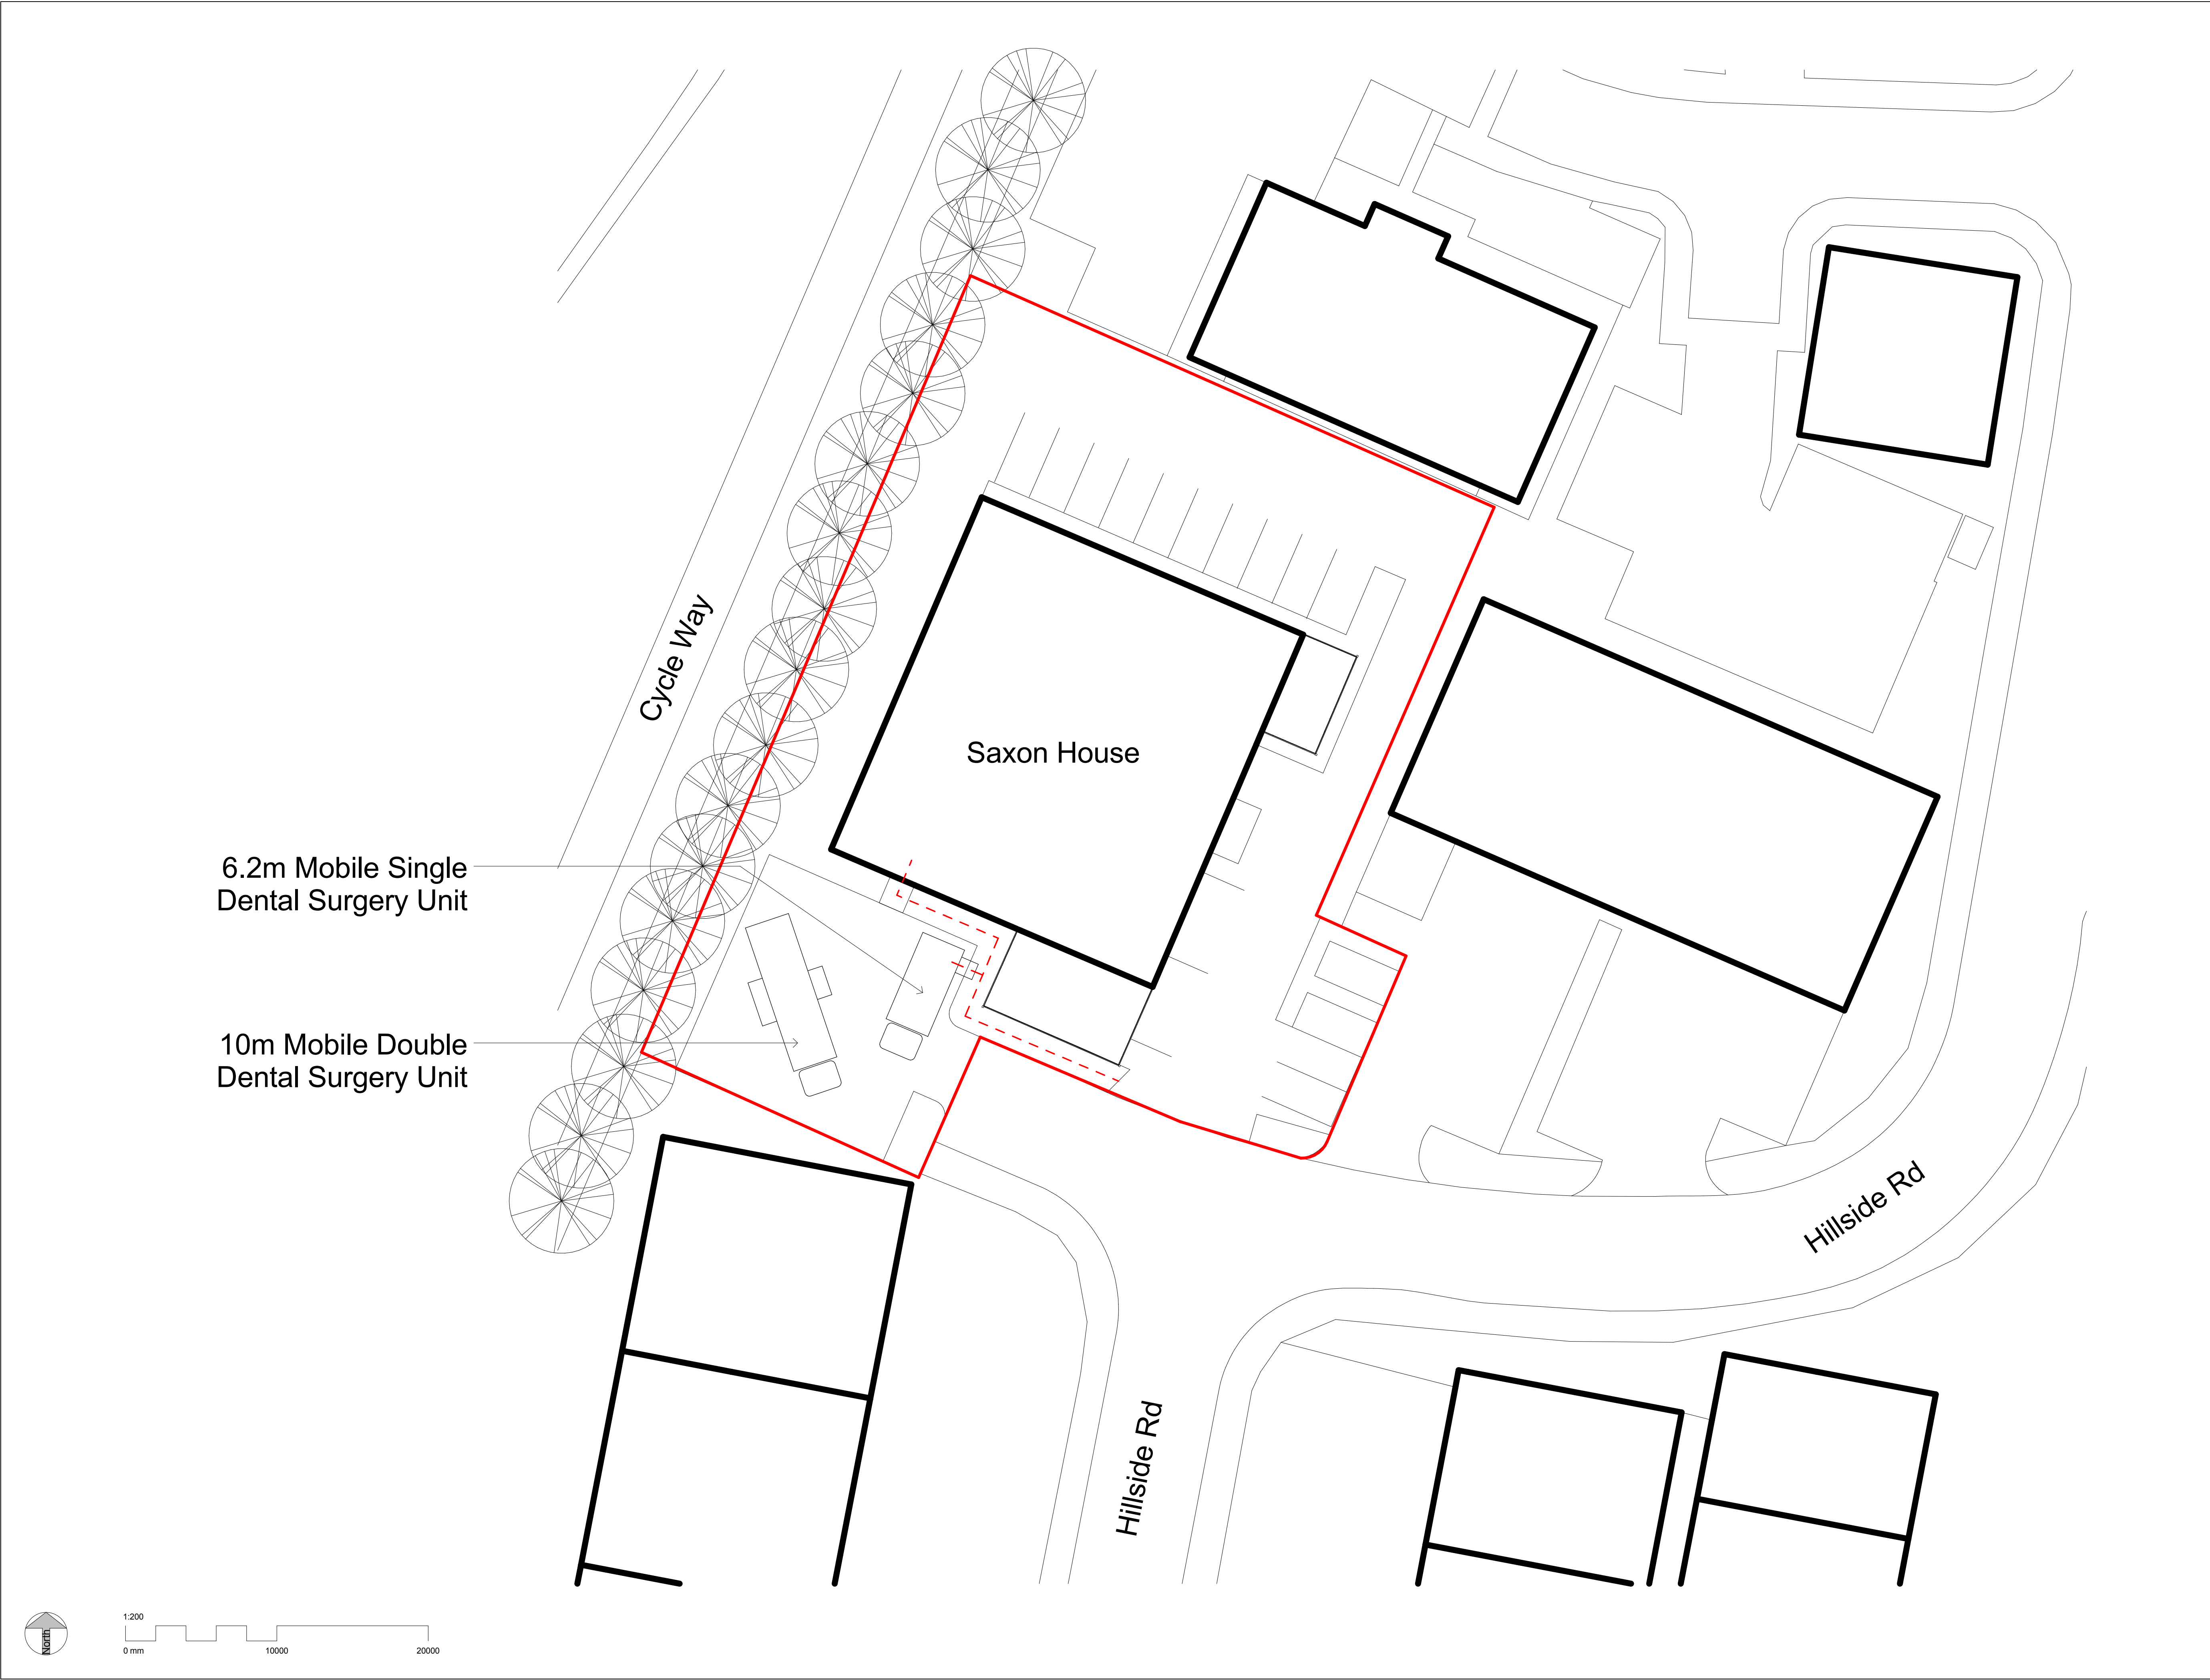 Cycle Way
Saxon House
6.2m Mobile Single
Dental Surgery Unit
10m Mobile Double
Dental Surgery Unit
Hillside Rd
Hillside Rd
North
1:200
0 mm
10000
20000